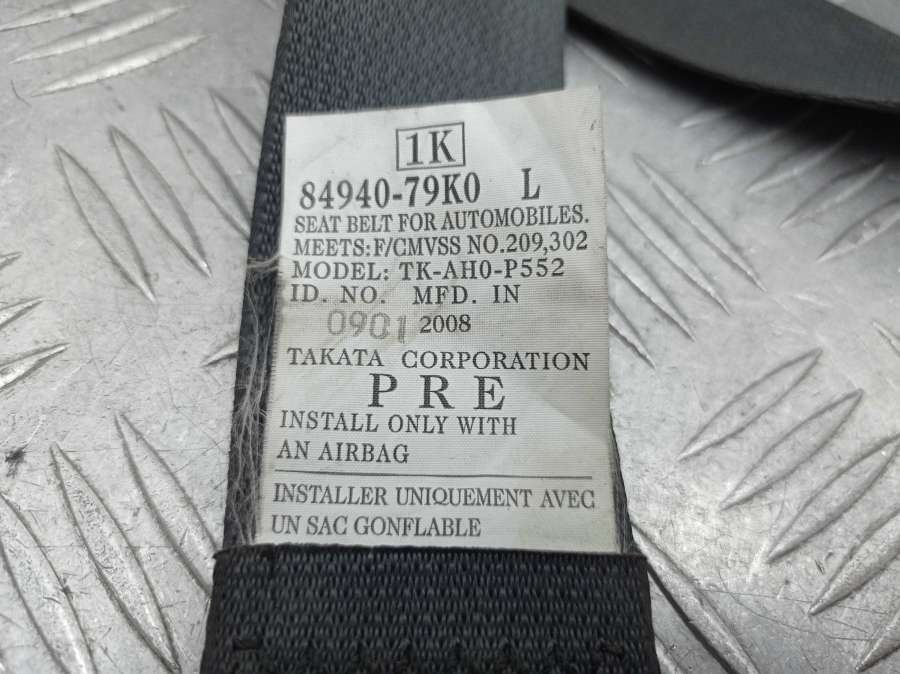 1K
84940-79K0 L
SEAT BELT FOR AUTOMOBILES.
MEETS: F/CMVSS NO.209,302
MODEL: TK-AH0-P552
ID. NO. MFD. IN
0901 2008
TAKATA CORPORATION
PRE
INSTALL ONLY WITH
AN AIRBAG
INSTALLER UNIQUEMENT AVEC
UN SAC GONFLABLE